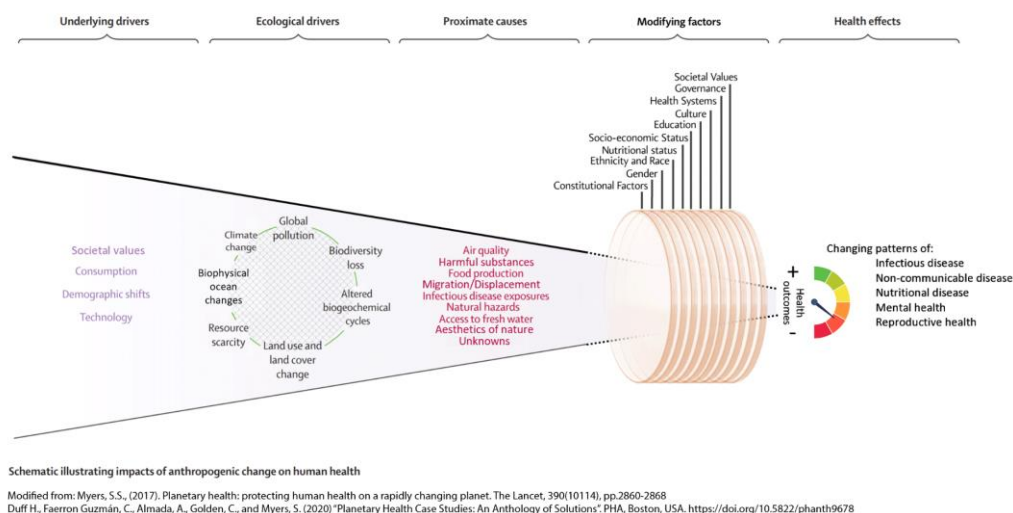 Underlying drivers
Ecological drivers
Proximate causes
Modifying factors
Health effects
Societal values
Consumption
Demographic shifts
Technology
Global
pollution
Biodiversity
loss
Altered
biogeochemical
cycles
Land use and
land cover
change
Resource
scarcity
Biophysical
ocean
changes
Climate
change
Air quality
Harmful substances
Food production
Migration/Displacement
Infectious disease exposures
Natural hazards
Access to fresh water
Aesthetics of nature
Unknowns
Societal Values
Governance
Health Systems
Culture
Education
Socio-economic Status
Nutritional status
Ethnicity and Race
Gender
Constitutional Factors
+
Health
outcomes
-
Changing patterns of:
Infectious disease
Non-communicable disease
Nutritional disease
Mental health
Reproductive health
Schematic illustrating impacts of anthropogenic change on human health
Modified from: Myers, S.S., (2017). Planetary health: protecting human health on a rapidly changing planet. The Lancet, 390(10114), pp.2860-2868
Duff H., Faerron Guzmán, C., Almada, A., Golden, C., and Myers, S. (2020) "Planetary Health Case Studies: An Anthology of Solutions". PHA, Boston, USA. https://doi.org/10.5822/phanth9678